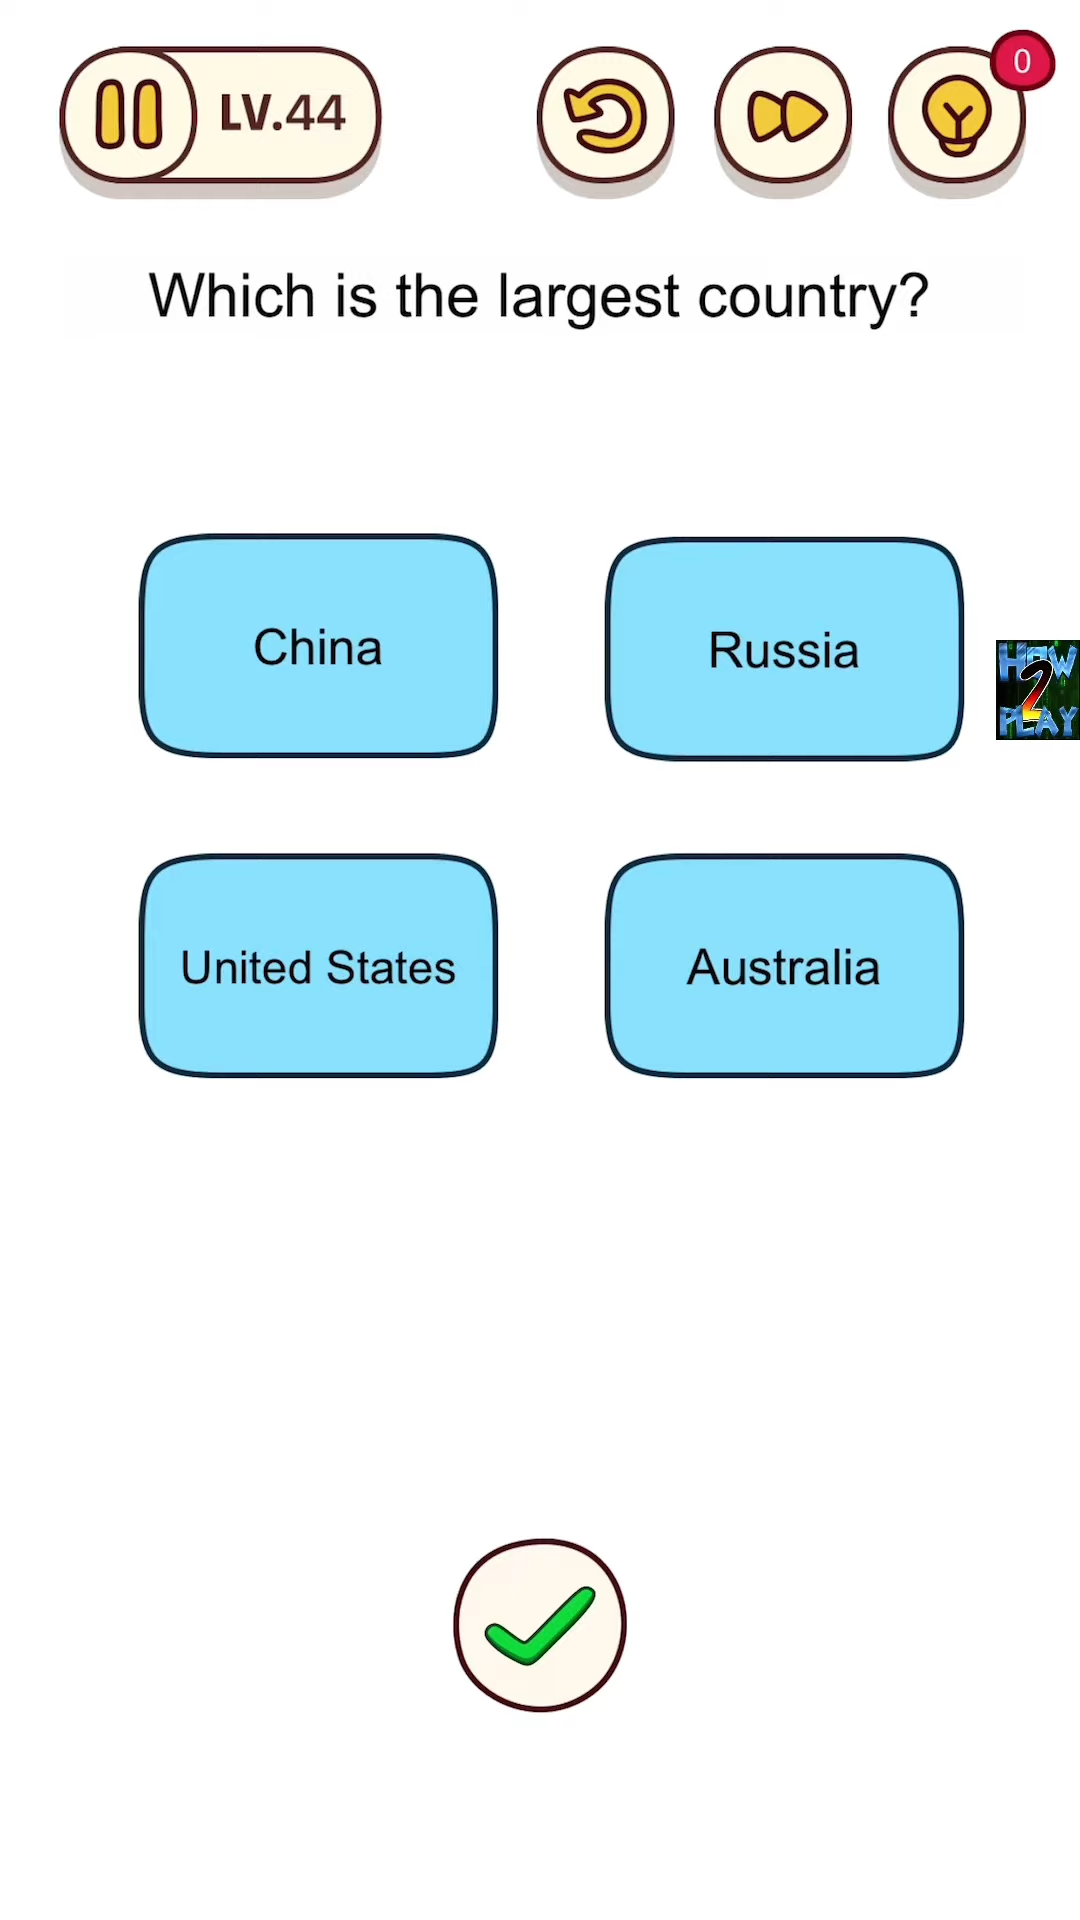 LV.44
0
Which is the largest country?
China
Russia
HOW
2
PLAY
United States
Australia